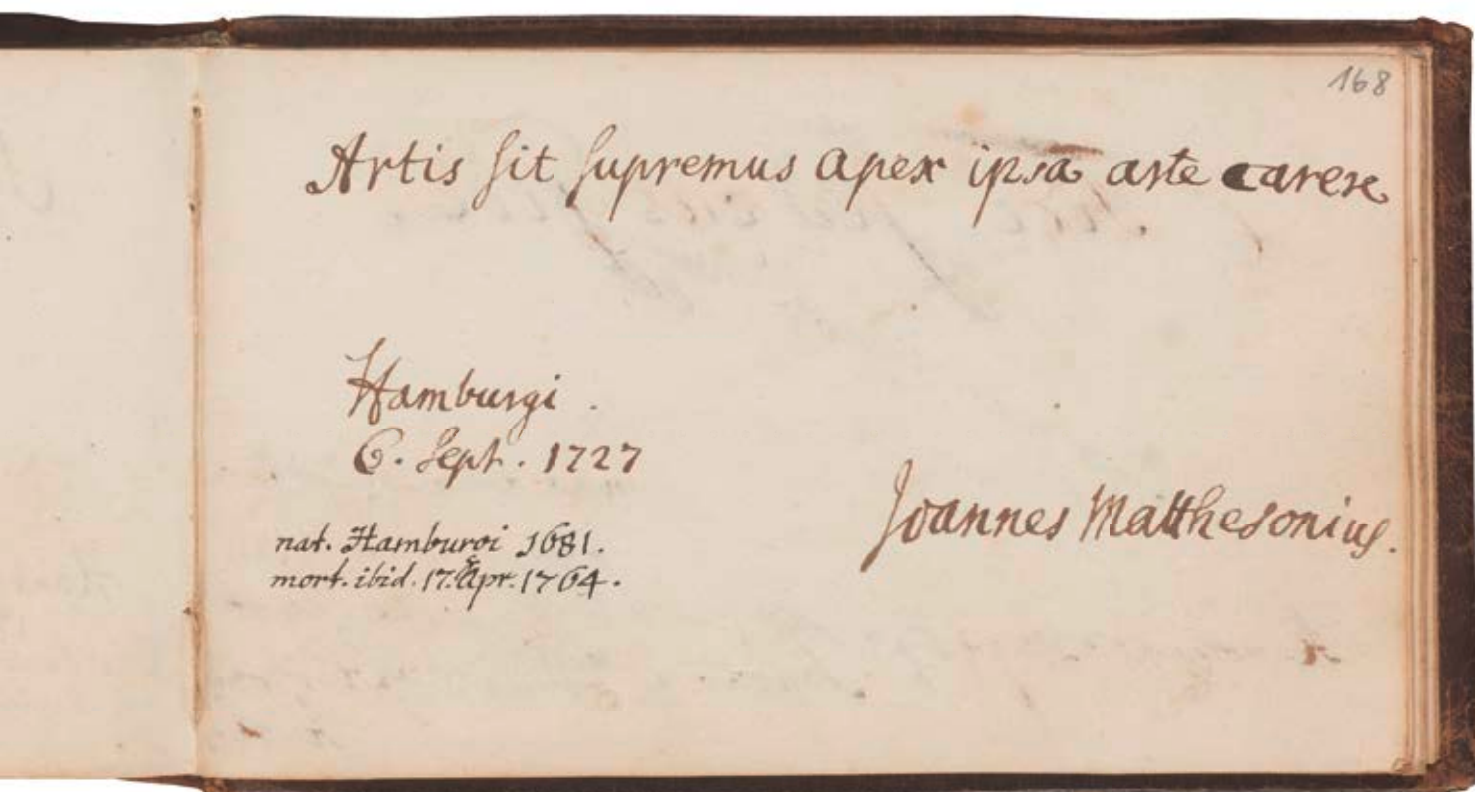 168
Artis sit supremus apex ipsa arte carere
Hamburgi.
6. Sept. 1727
Joannes Matthesonius.
nat. Hamburgi 1681.
mort. ibid. 17. Apr. 1764.